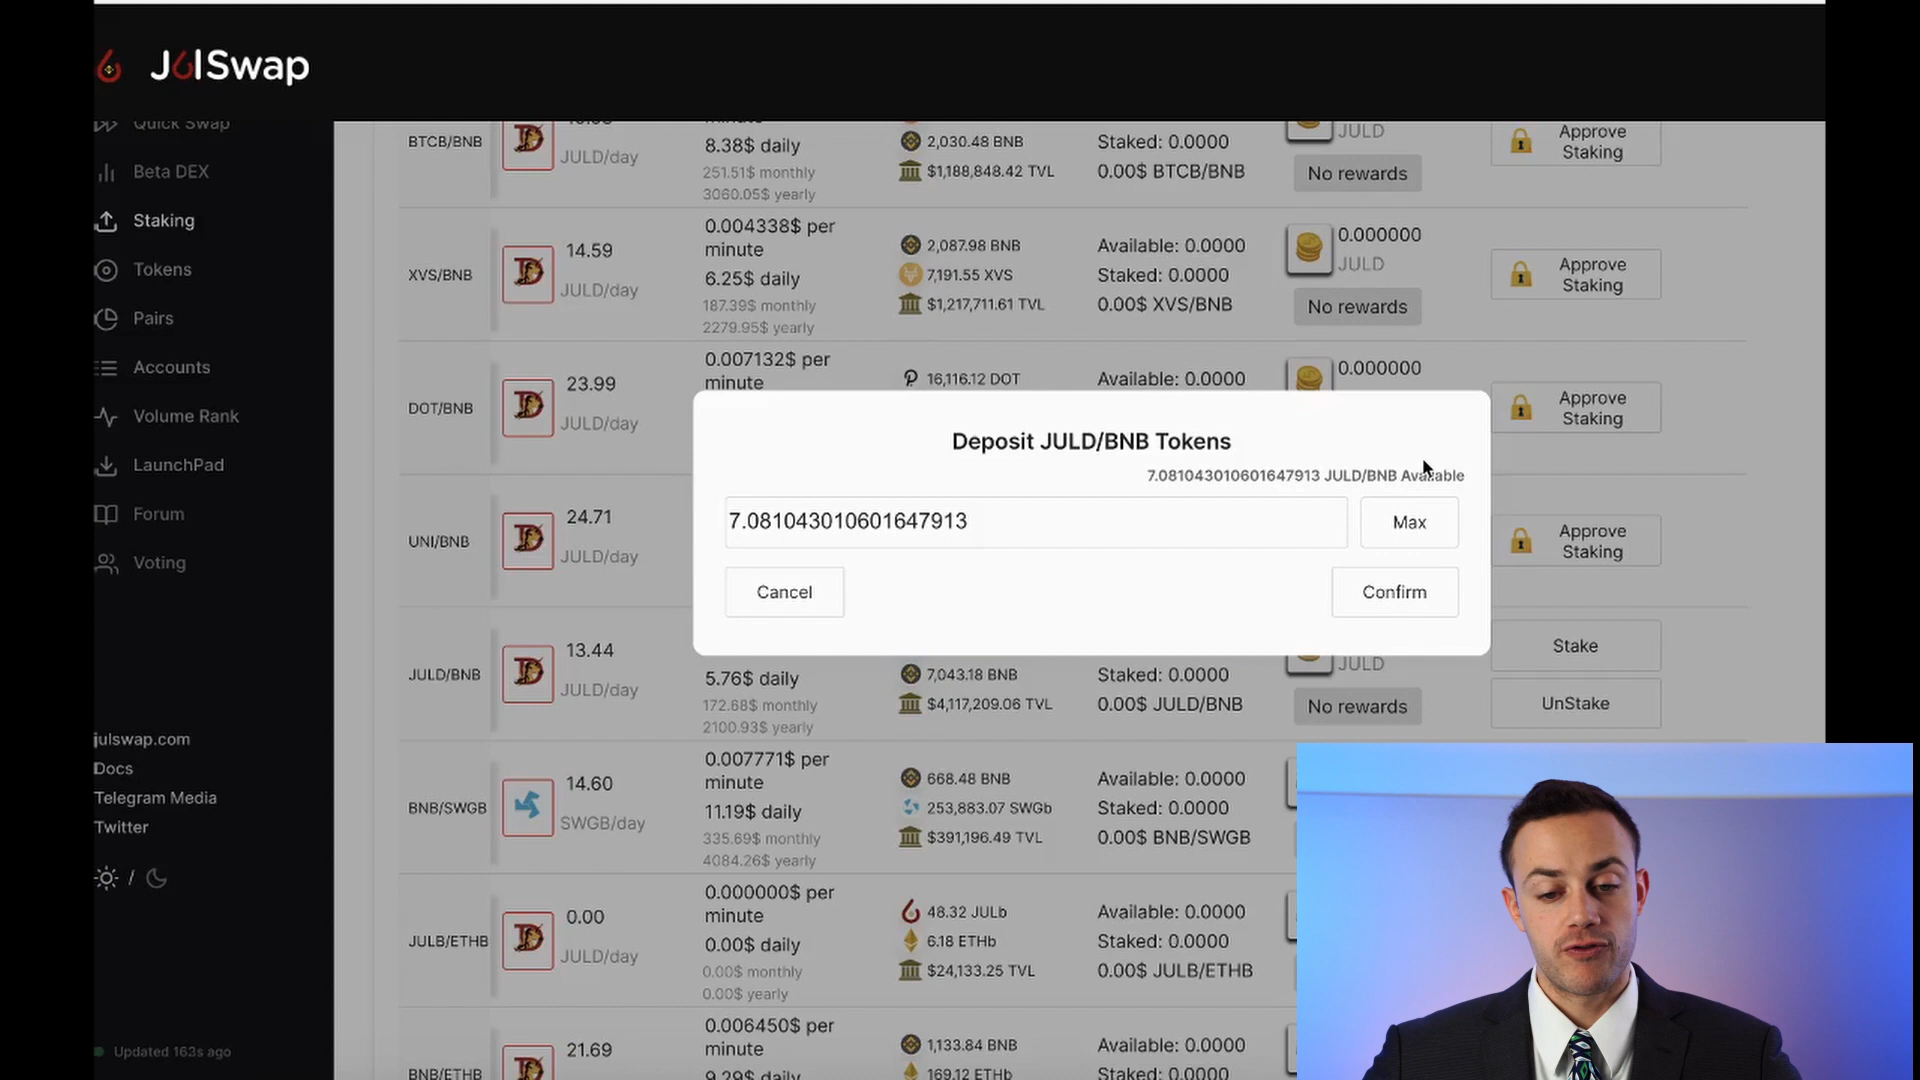 JulSwap
Quick Swap
Beta DEX
Staking
Tokens
Pairs
Accounts
Volume Rank
LaunchPad
Forum
Voting
julswap.com
Docs
Telegram Media
Twitter
/
Updated 163s ago
BTCB/BNB
JULD/day
minute
8.38$ daily
251.51$ monthly
3060.05$ yearly
2,030.48 BNB
$1,188,848.42 TVL
Staked: 0.0000
0.00$ BTCB/BNB
JULD
No rewards
Approve
Staking
XVS/BNB
14.59
JULD/day
0.004338$ per
minute
6.25$ daily
187.39$ monthly
2279.95$ yearly
2,087.98 BNB
7,191.55 XVS
$1,217,711.61 TVL
Available: 0.0000
Staked: 0.0000
0.00$ XVS/BNB
0.000000
JULD
No rewards
Approve
Staking
DOT/BNB
23.99
JULD/day
0.007132$ per
minute
16,116.12 DOT
Available: 0.0000
0.000000
Approve
Staking
Deposit JULD/BNB Tokens
7.081043010601647913 JULD/BNB Available
7.081043010601647913
Max
Cancel
Confirm
UNI/BNB
24.71
JULD/day
Approve
Staking
JULD/BNB
13.44
JULD/day
5.76$ daily
172.68$ monthly
2100.93$ yearly
7,043.18 BNB
$4,117,209.06 TVL
Staked: 0.0000
0.00$ JULD/BNB
JULD
No rewards
Stake
UnStake
BNB/SWGB
14.60
SWGB/day
0.007771$ per
minute
11.19$ daily
335.69$ monthly
4084.26$ yearly
668.48 BNB
253,883.07 SWGb
$391,196.49 TVL
Available: 0.0000
Staked: 0.0000
0.00$ BNB/SWGB
JULB/ETHB
0.00
JULD/day
0.000000$ per
minute
0.00$ daily
0.00$ monthly
0.00$ yearly
48.32 JULb
6.18 ETHb
$24,133.25 TVL
Available: 0.0000
Staked: 0.0000
0.00$ JULB/ETHB
BNB/ETHB
21.69
0.006450$ per
minute
9.29$ daily
1,133.84 BNB
169.12 ETHb
Available: 0.0000
Staked: 0.0000